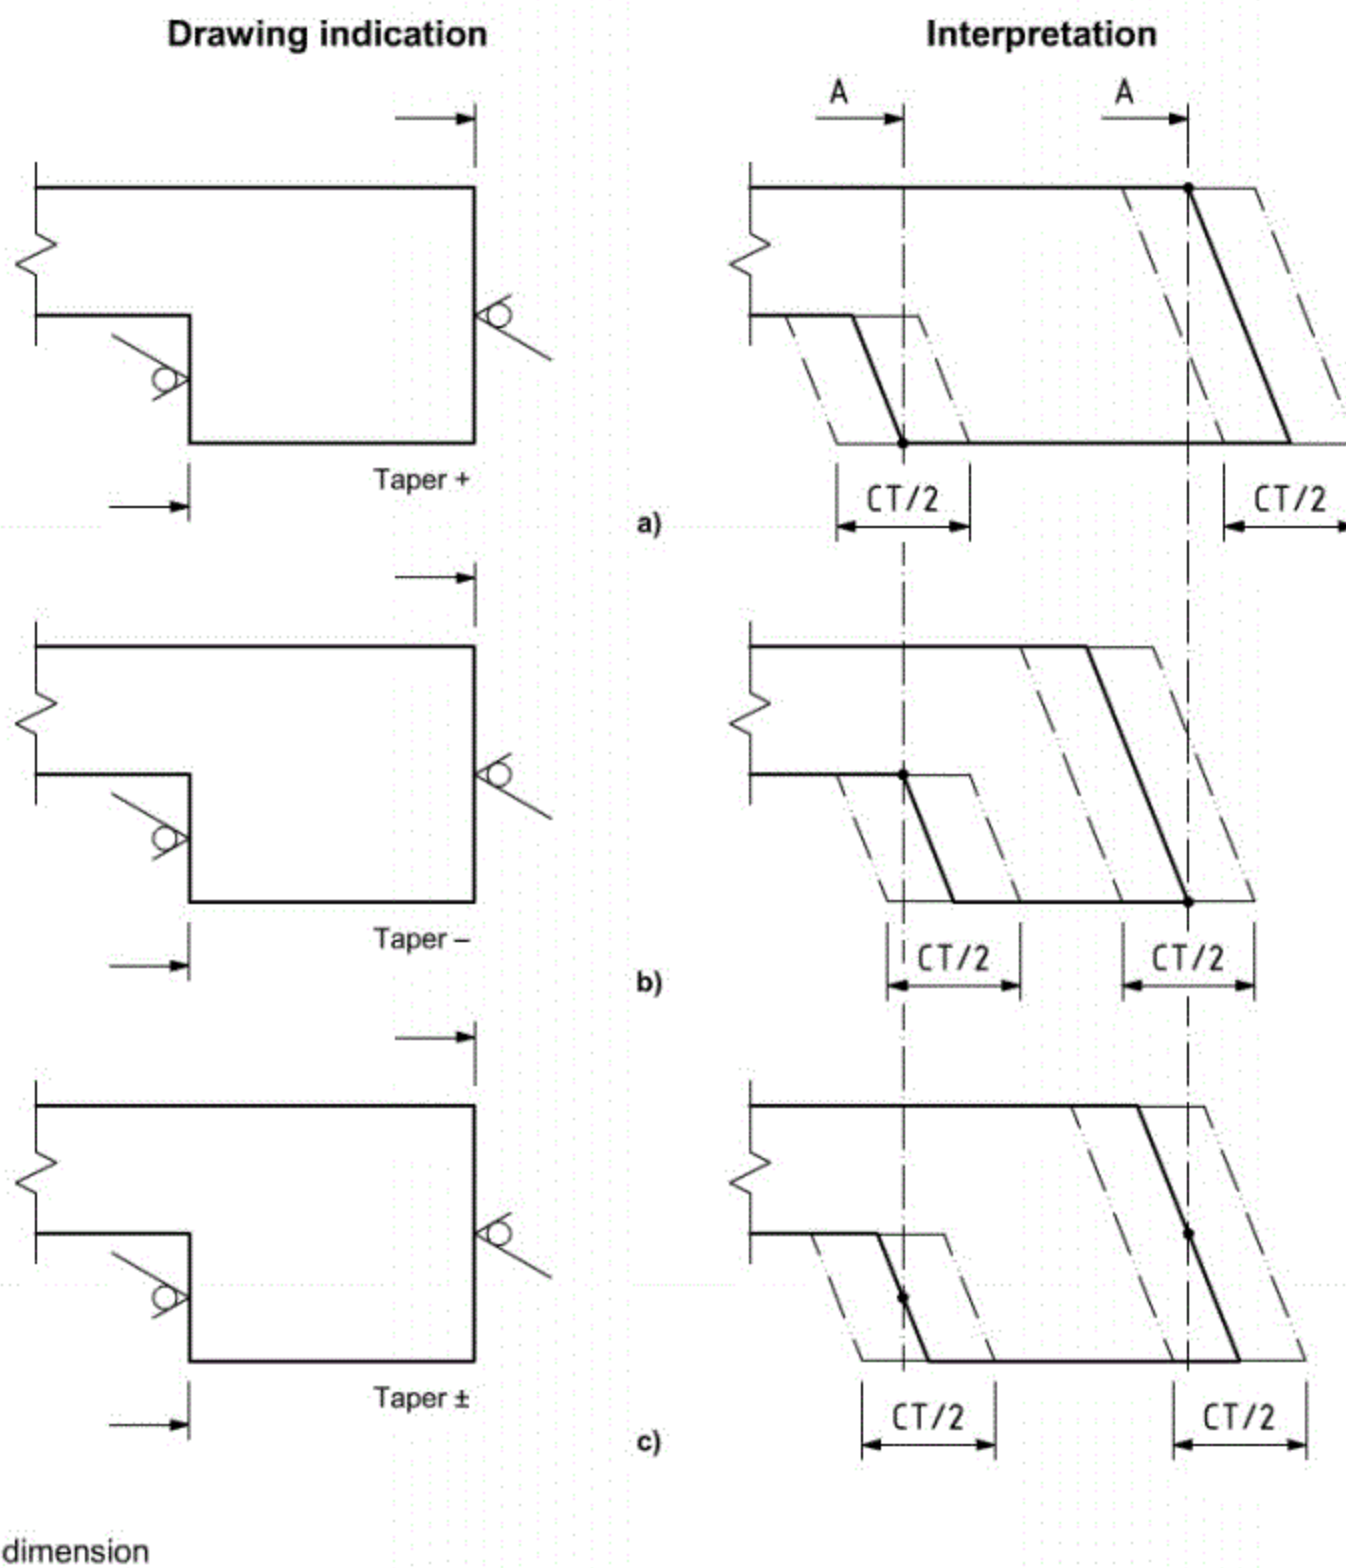 Drawing indication Interpretation
A A
Taper +
CT/2 CT/2
a)
Taper –
CT/2 CT/2
b)
Taper ±
CT/2 CT/2
c)
dimension